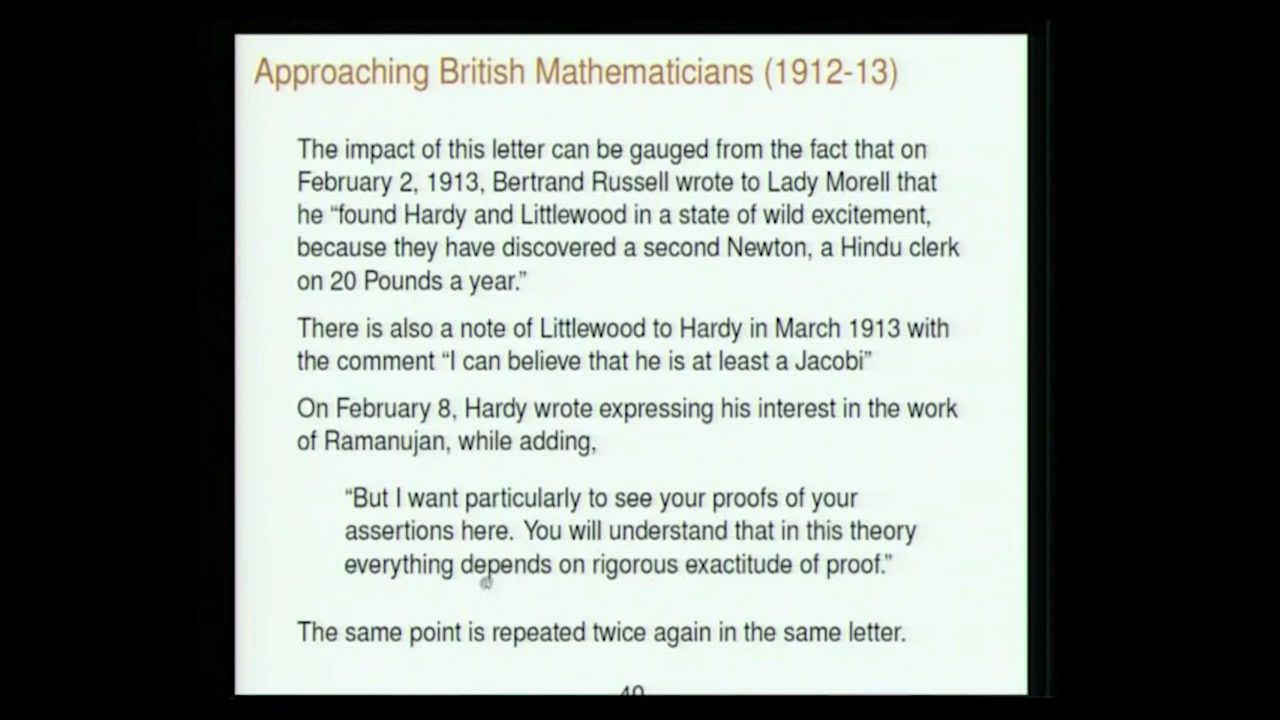 Approaching British Mathematicians (1912-13)
The impact of this letter can be gauged from the fact that on
February 2, 1913, Bertrand Russell wrote to Lady Morell that
he “found Hardy and Littlewood in a state of wild excitement,
because they have discovered a second Newton, a Hindu clerk
on 20 Pounds a year.”
There is also a note of Littlewood to Hardy in March 1913 with
the comment “I can believe that he is at least a Jacobi”
On February 8, Hardy wrote expressing his interest in the work
of Ramanujan, while adding,
“But I want particularly to see your proofs of your
assertions here. You will understand that in this theory
everything depends on rigorous exactitude of proof.”
The same point is repeated twice again in the same letter.